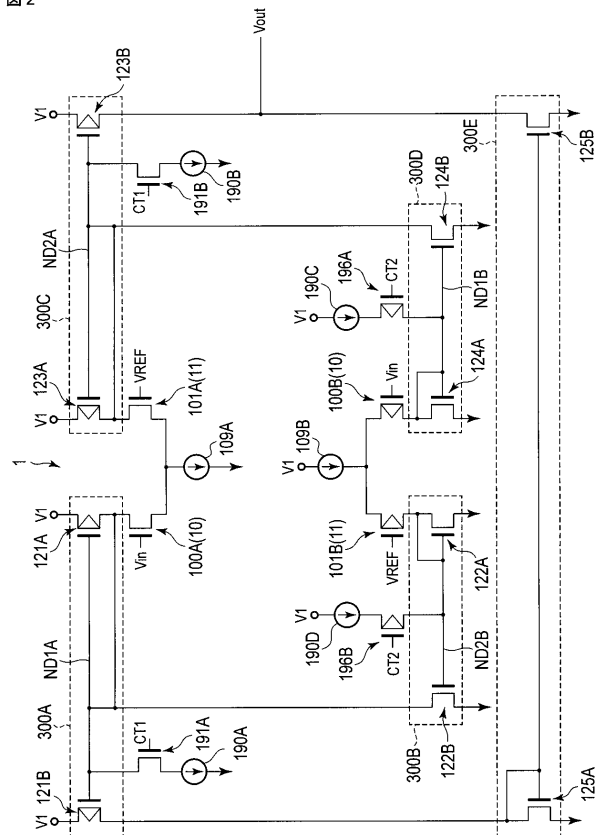 図 2
1
V1
V1
V1
V1
121B
121A
123A
123B
300A
300C
ND1A
ND2A
CT1
191A
190A
CT1
191B
190B
Vin
100A(10)
VREF
101A(11)
109A
Vout
V1
V1
V1
190D
109B
190C
CT2
196B
196A
CT2
VREF
101B(11)
100B(10)
Vin
300B
300D
122B
ND2B
122A
124A
ND1B
124B
300E
125A
125B